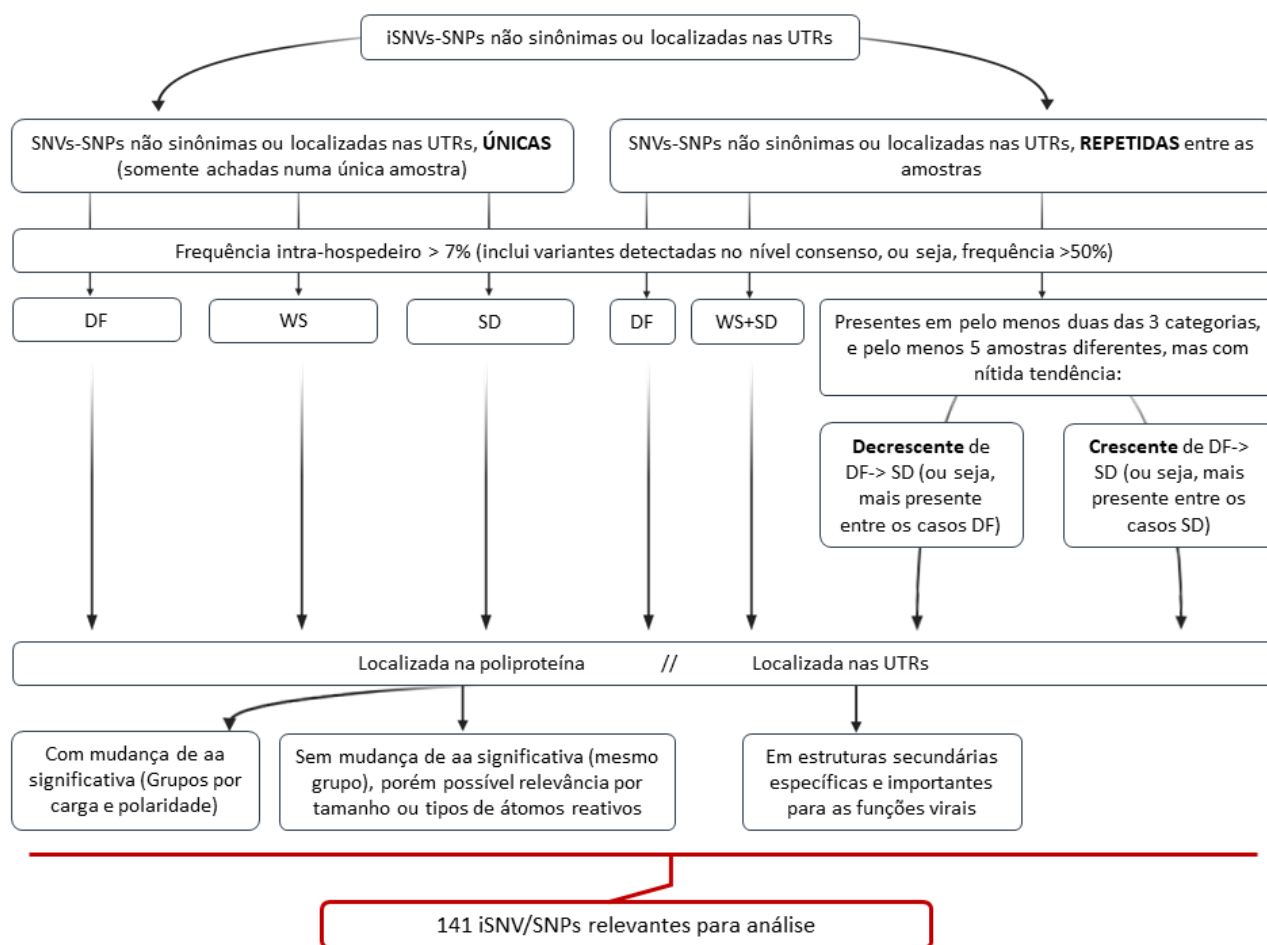 iSNVs-SNPs não sinônimas ou localizadas nas UTRs
SNVs-SNPs não sinônimas ou localizadas nas UTRs, ÚNICAS
(somente achadas numa única amostra)
SNVs-SNPs não sinônimas ou localizadas nas UTRs, REPETIDAS entre as
amostras
Frequência intra-hospedeiro > 7% (inclui variantes detectadas no nível consenso, ou seja, frequência >50%)
DF
WS
SD
DF
WS+SD
Presentes em pelo menos duas das 3 categorias,
e pelo menos 5 amostras diferentes, mas com
nítida tendência:
Decrescente de
DF-> SD (ou seja,
mais presente
entre os casos DF)
Crescente de DF->
SD (ou seja, mais
presente entre os
casos SD)
Localizada na poliproteína // Localizada nas UTRs
Com mudança de aa
significativa (Grupos por
carga e polaridade)
Sem mudança de aa significativa (mesmo
grupo), porém possível relevância por
tamanho ou tipos de átomos reativos
Em estruturas secundárias
específicas e importantes
para as funções virais
141 iSNV/SNPs relevantes para análise